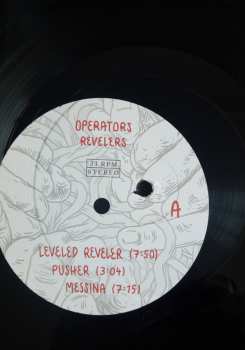 OPERATORS
REVELERS
33 RPM
STEREO
A
LEVELED REVELER (7:50)
PUSHER (3:04)
MESSINA (7:15)